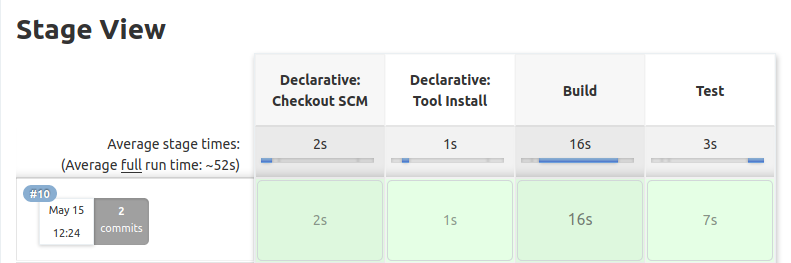 Stage View
Declarative:
Checkout SCM
Declarative:
Tool Install
Build
Test
Average stage times:
(Average full run time: ~52s)
2s
1s
16s
3s
#10
May 15
12:24
2
commits
2s
1s
16s
7s